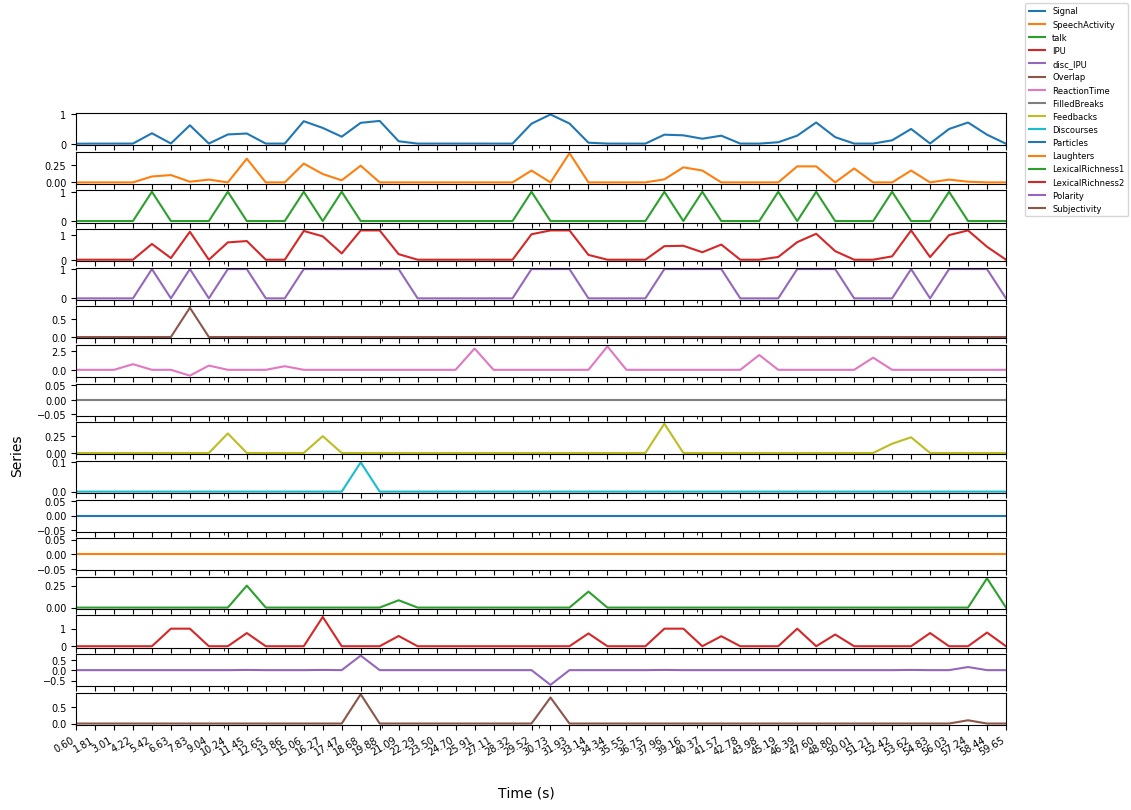 Signal
SpeechActivity
talk
IPU
disc_IPU
Overlap
ReactionTime
FilledBreaks
Feedbacks
Discourses
Particles
Laughters
LexicalRichness1
LexicalRichness2
Polarity
Subjectivity
1
0
0.25
0.00
1
0
1
0
1
0
0.5
0.0
2.5
0.0
0.05
0.00
−0.05
0.25
0.00
0.1
0.0
0.05
0.00
−0.05
0.05
0.00
−0.05
0.25
0.00
1
0
0.5
0.0
−0.5
0.5
0.0
Series
0.60 1.81 3.01 4.22 5.42 6.63 7.83 9.04 10.24 11.45 12.65 13.86 15.06 16.27 17.47 18.68 19.88 21.09 22.29 23.50 24.70 25.91 27.11 28.32 29.52 30.73 31.93 33.14 34.34 35.55 36.75 37.96 39.16 40.37 41.57 42.78 43.98 45.19 46.39 47.60 48.80 50.01 51.21 52.42 53.62 54.83 56.03 57.24 58.44 59.65
Time (s)